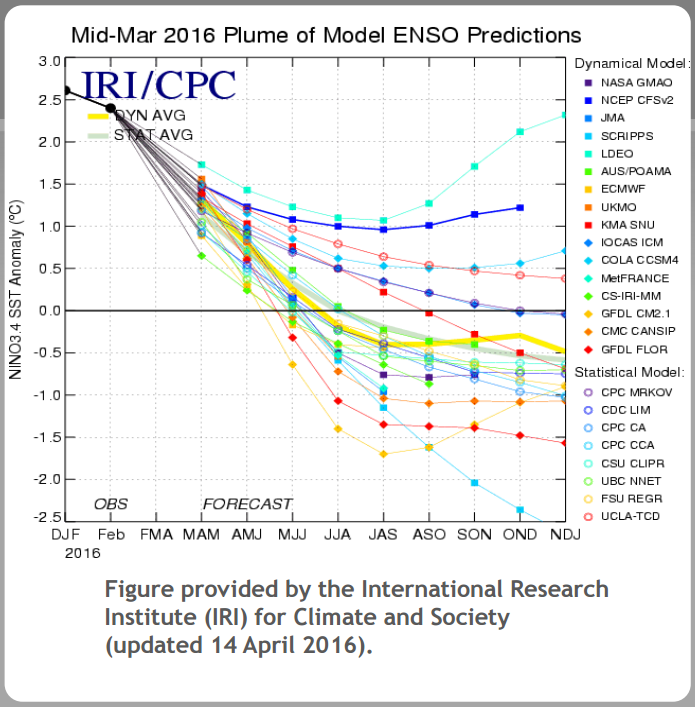 Mid-Mar 2016 Plume of Model ENSO Predictions
IRI/CPC
DYN AVG
STAT AVG
NINO3.4 SST Anomaly (ºC)
3.0
2.5
2.0
1.5
1.0
0.5
0.0
-0.5
-1.0
-1.5
-2.0
-2.5
OBS
FORECAST
DJF Feb FMA MAM AMJ MJJ JJA JAS ASO SON OND NDJ
2016
Dynamical Model:
NASA GMAO
NCEP CFSv2
JMA
SCRIPPS
LDEO
AUS/POAMA
ECMWF
UKMO
KMA SNU
IOCAS ICM
COLA CCSM4
MetFRANCE
CS-IRI-MM
GFDL CM2.1
CMC CANSIP
GFDL FLOR
Statistical Model:
CPC MRKOV
CDC LIM
CPC CA
CPC CCA
CSU CLIPR
UBC NNET
FSU REGR
UCLA-TCD
Figure provided by the International Research
Institute (IRI) for Climate and Society
(updated 14 April 2016).